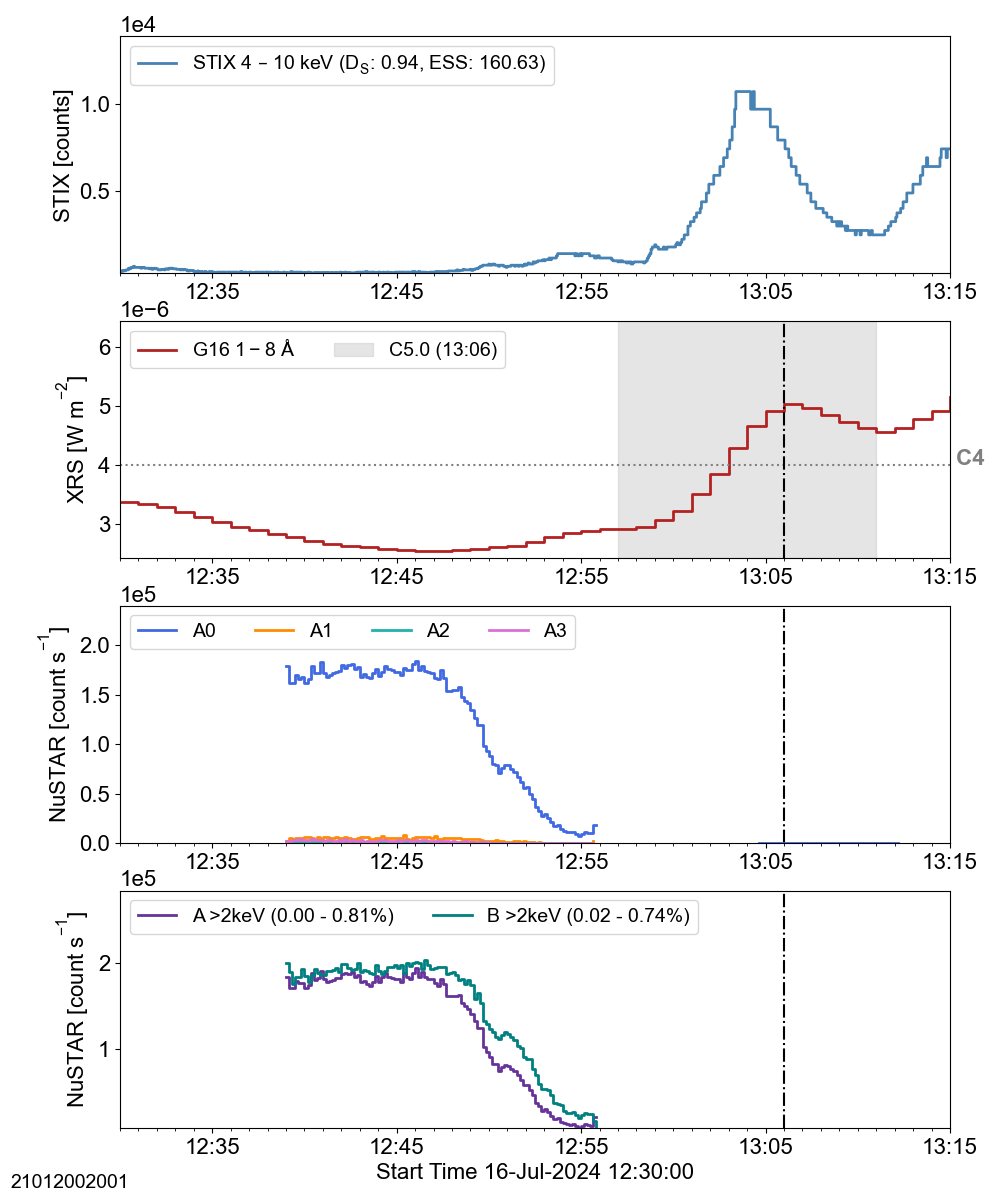 1e4
STIX 4 – 10 keV (DS: 0.94, ESS: 160.63)
STIX [counts]
1.0
0.5
12:35 12:45 12:55 13:05 13:15
1e−6
G16 1 − 8 Å C5.0 (13:06)
XRS [W m−2]
6
5
4
3
C4
12:35 12:45 12:55 13:05 13:15
1e5
A0 A1 A2 A3
NuSTAR [count s−1]
2.0
1.5
1.0
0.5
0.0
12:35 12:45 12:55 13:05 13:15
1e5
A >2keV (0.00 - 0.81%) B >2keV (0.02 - 0.74%)
NuSTAR [count s−1]
2
1
12:35 12:45 12:55 13:05 13:15
Start Time 16-Jul-2024 12:30:00
21012002001